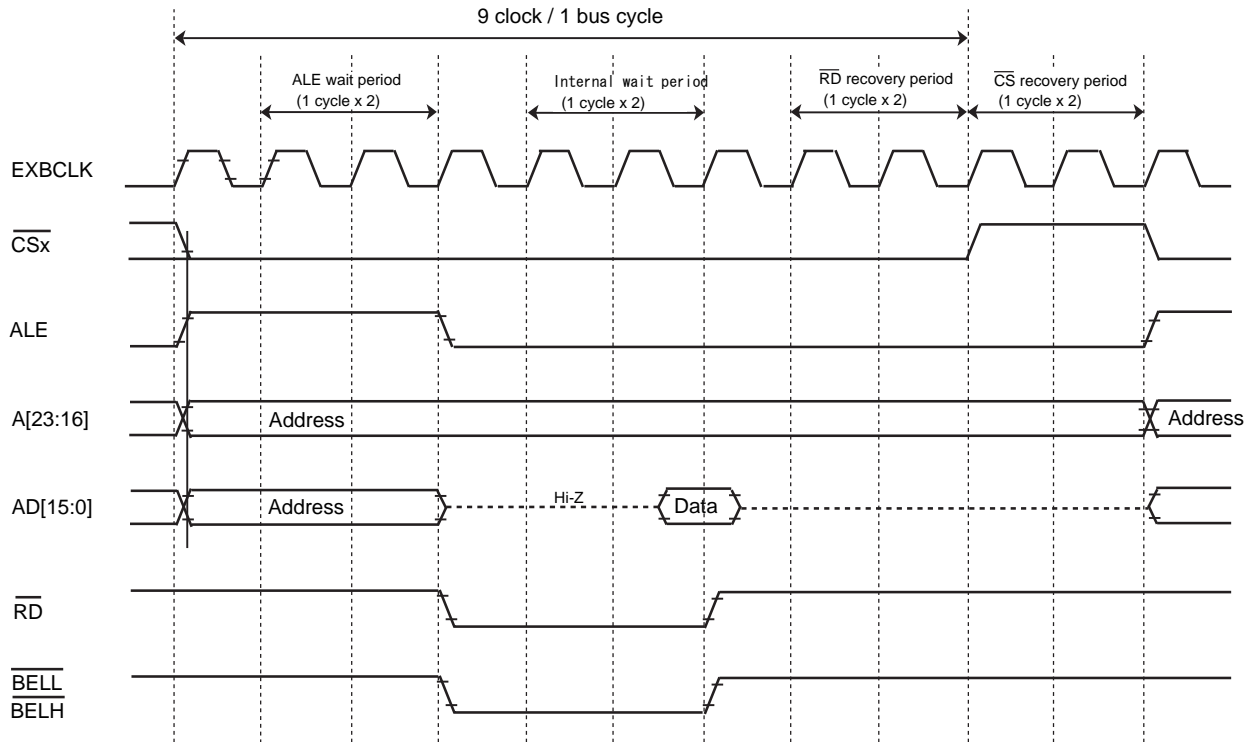 9 clock / 1 bus cycle
ALE wait period
(1 cycle x 2)
Internal wait period
(1 cycle x 2)
RD recovery period
(1 cycle x 2)
CS recovery period
(1 cycle x 2)
EXBCLK
CSx
ALE
A[23:16]
Address
Address
AD[15:0]
Address
Hi-Z
Data
RD
BELL
BELH